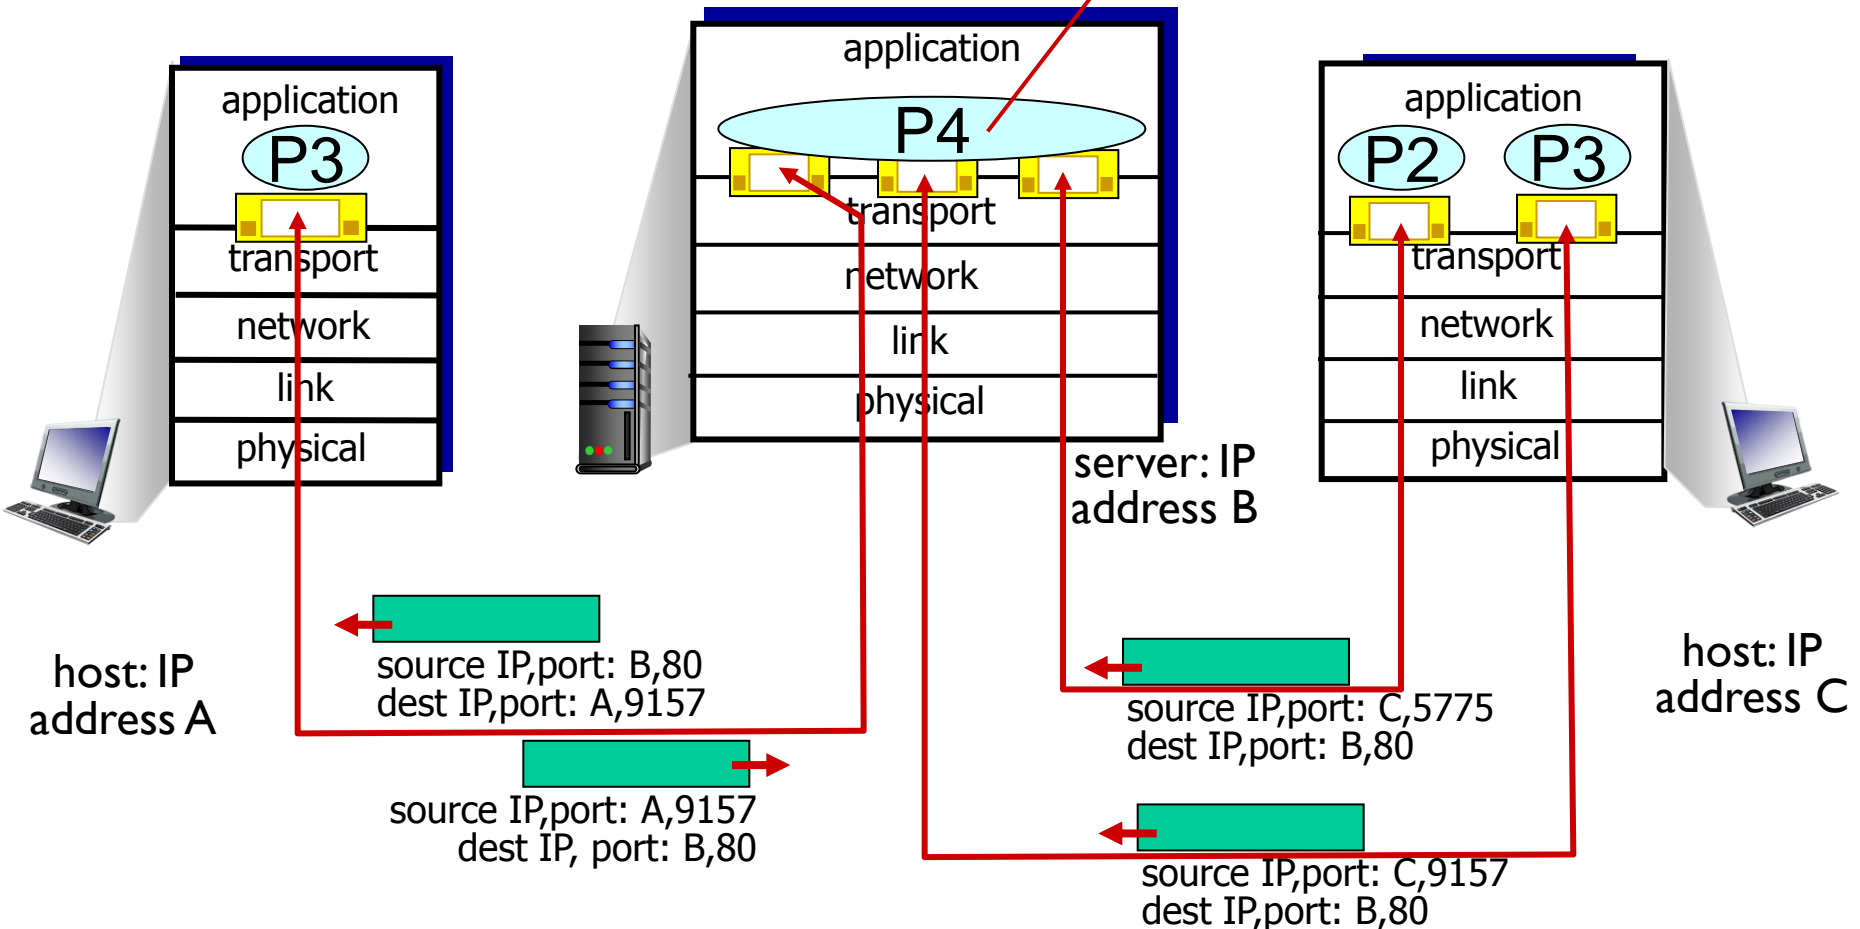 application
P3
transport
network
link
physical
host: IP
address A
application
P4
transport
network
link
physical
server: IP
address B
application
P2 P3
transport
network
link
physical
host: IP
address C
source IP,port: B,80
dest IP,port: A,9157
source IP,port: A,9157
dest IP, port: B,80
source IP,port: C,5775
dest IP,port: B,80
source IP,port: C,9157
dest IP,port: B,80